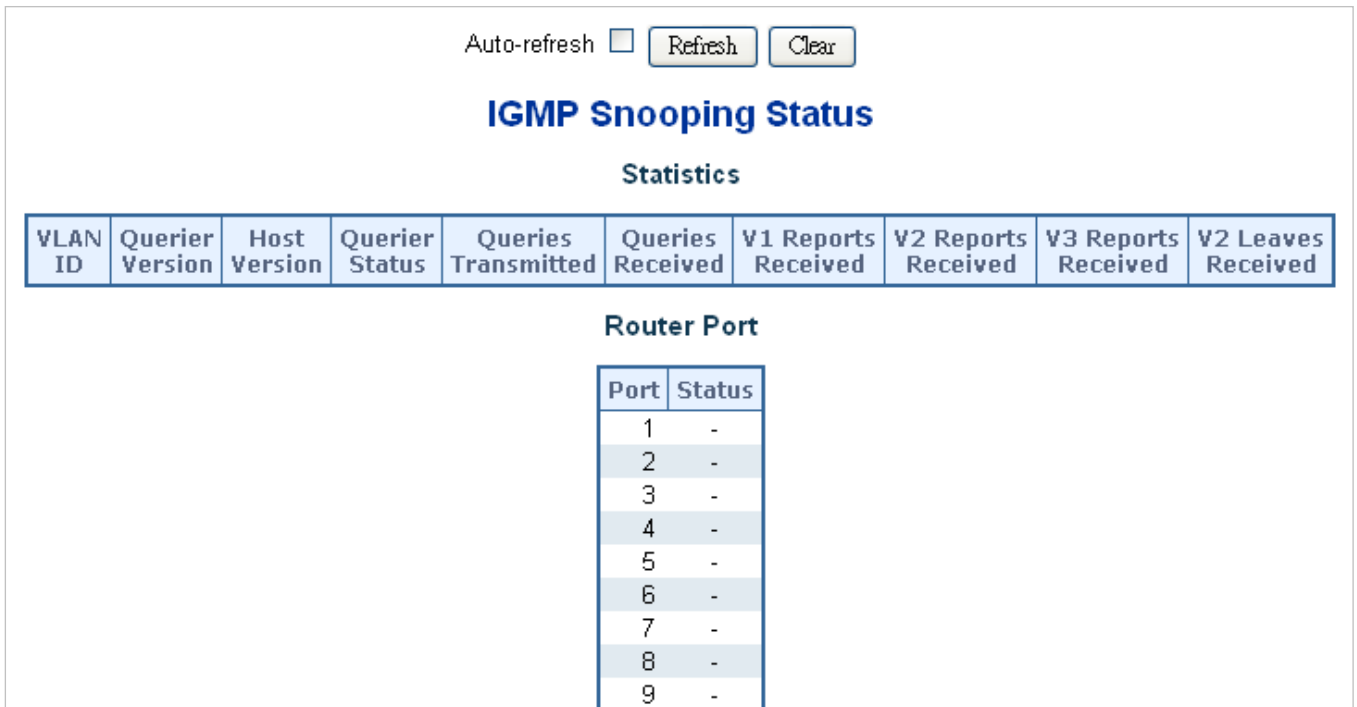 Auto-refresh Refresh Clear
IGMP Snooping Status
Statistics
VLAN ID Querier Version Host Version Querier Status Queries Transmitted Queries Received V1 Reports Received V2 Reports Received V3 Reports Received V2 Leaves Received
Router Port
Port Status
1 -
2 -
3 -
4 -
5 -
6 -
7 -
8 -
9 -